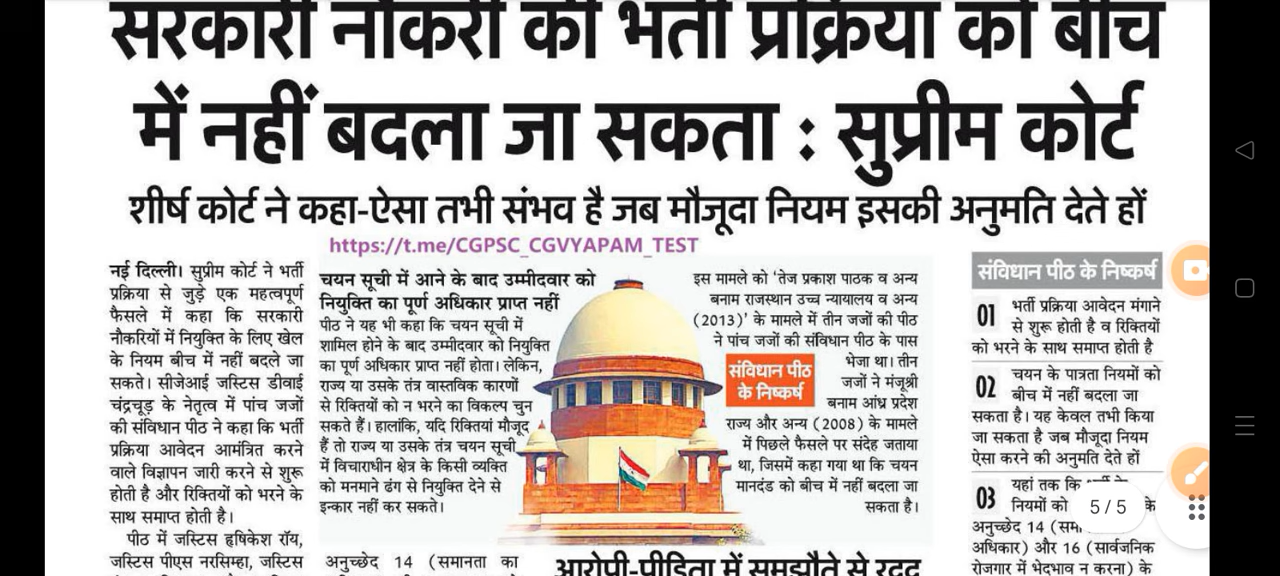 सरकारी नौकरी की भर्ती प्रक्रिया को बीच
में नहीं बदला जा सकता : सुप्रीम कोर्ट
शीर्ष कोर्ट ने कहा-ऐसा तभी संभव है जब मौजूदा नियम इसकी अनुमति देते हों
https://t.me/CGPSC_CGVYAPAM_TEST
नई दिल्ली। सुप्रीम कोर्ट ने भर्ती
प्रक्रिया से जुड़े एक महत्वपूर्ण
फैसले में कहा कि सरकारी
नौकरियों में नियुक्ति के लिए खेल
के नियम बीच में नहीं बदले जा
सकते। सीजेआई जस्टिस डीवाई
चंद्रचूड़ के नेतृत्व में पांच जजों
की संविधान पीठ ने कहा कि भर्ती
प्रक्रिया आवेदन आमंत्रित करने
वाले विज्ञापन जारी करने से शुरू
होती है और रिक्तियों को भरने के
साथ समाप्त होती है।
पीठ में जस्टिस हृषिकेश रॉय,
जस्टिस पीएस नरसिम्हा, जस्टिस
चयन सूची में आने के बाद उम्मीदवार को
नियुक्ति का पूर्ण अधिकार प्राप्त नहीं
पीठ ने यह भी कहा कि चयन सूची में
शामिल होने के बाद उम्मीदवार को नियुक्ति
का पूर्ण अधिकार प्राप्त नहीं होता। लेकिन,
राज्य या उसके तंत्र वास्तविक कारणों
से रिक्तियों को न भरने का विकल्प चुन
सकते हैं। हालांकि, यदि रिक्तियां मौजूद
हैं तो राज्य या उसके तंत्र चयन सूची
में विचाराधीन क्षेत्र के किसी व्यक्ति
को मनमाने ढंग से नियुक्ति देने से
इन्कार नहीं कर सकते।
अनुच्छेद 14 (समानता का
इस मामले को 'तेज प्रकाश पाठक व अन्य
बनाम राजस्थान उच्च न्यायालय व अन्य
(2013)' के मामले में तीन जजों की पीठ
ने पांच जजों की संविधान पीठ के पास
भेजा था। तीन
जजों ने मंजूश्री
बनाम आंध्र प्रदेश
राज्य और अन्य (2008) के मामले
में पिछले फैसले पर संदेह जताया
था, जिसमें कहा गया था कि चयन
मानदंड को बीच में नहीं बदला जा
सकता है।
संविधान पीठ
के निष्कर्ष
आरोपी-पीड़िता में समझौते से रद्द
संविधान पीठ के निष्कर्ष
01 भर्ती प्रक्रिया आवेदन मंगाने
से शुरू होती है व रिक्तियों
को भरने के साथ समाप्त होती है
02 चयन के पात्रता नियमों को
बीच में नहीं बदला जा
सकता है। यह केवल तभी किया
जा सकता है जब मौजूदा नियम
ऐसा करने की अनुमति देते हों
03 यहां तक कि
नियमों को
अनुच्छेद 14
अधिकार) और 16 (सार्वजनिक
रोजगार में भेदभाव न करना) के
5/5